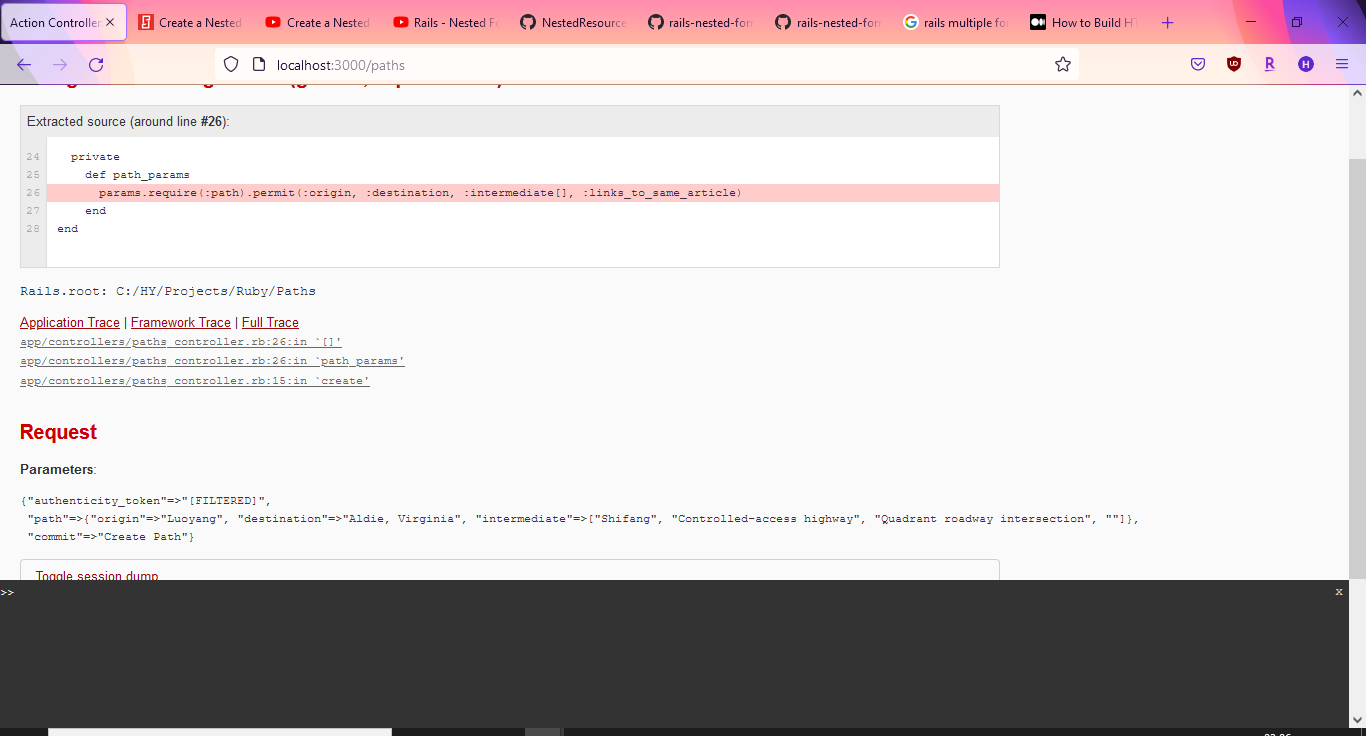 Action Controller
Create a Nested
Create a Nested
Rails - Nested Fo
NestedResource
rails-nested-for
rails-nested-for
rails multiple fo
How to Build HT
localhost:3000/paths
Extracted source (around line #26):
24 private
25 def path_params
26 params.require(:path).permit(:origin, :destination, :intermediate[], :links_to_same_article)
27 end
28 end
Rails.root: C:/HY/Projects/Ruby/Paths
Application Trace | Framework Trace | Full Trace
app/controllers/paths_controller.rb:26:in `[]'
app/controllers/paths_controller.rb:26:in `path_params'
app/controllers/paths_controller.rb:15:in `create'
Request
Parameters:
{"authenticity_token"=>"[FILTERED]",
"path"=>{"origin"=>"Luoyang", "destination"=>"Aldie, Virginia", "intermediate"=>["Shifang", "Controlled-access highway", "Quadrant roadway intersection", ""]},
"commit"=>"Create Path"}
Toggle session dump
>>
x